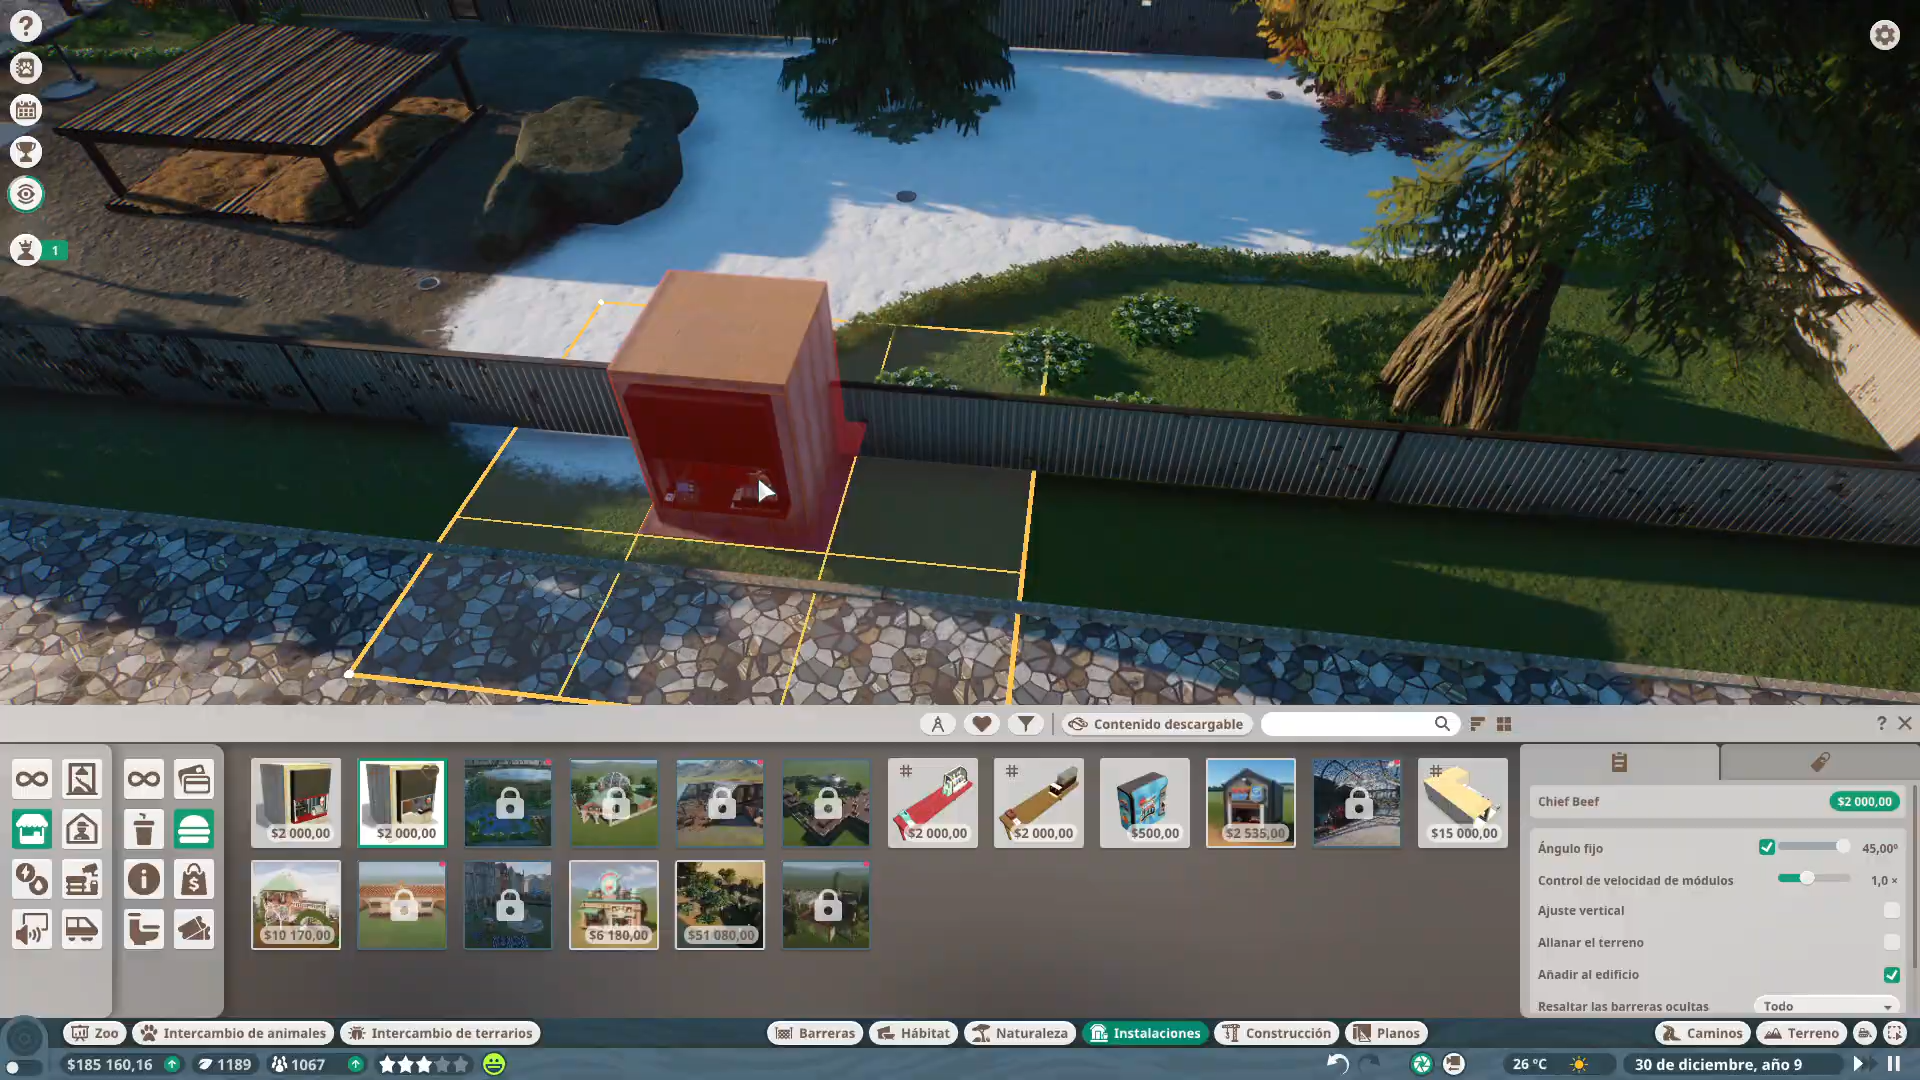 ?
1
Contenido descargable
? 
$2 000,00
$2 000,00
#
$2 000,00
#
$2 000,00
$500,00
$2 535,00
#
$15 000,00
$10 170,00
$6 180,00
$51 080,00
Chief Beef
$2 000,00
Ángulo fijo
45,00º
Control de velocidad de módulos
1,0 ×
Ajuste vertical
Allanar el terreno
Añadir al edificio
Resaltar las barreras ocultas
Todo
Zoo
Intercambio de animales
Intercambio de terrarios
Barreras
Hábitat
Naturaleza
Instalaciones
Construcción
Planos
Caminos
Terreno
$185 160,16
1189
1067
26 °C
30 de diciembre, año 9